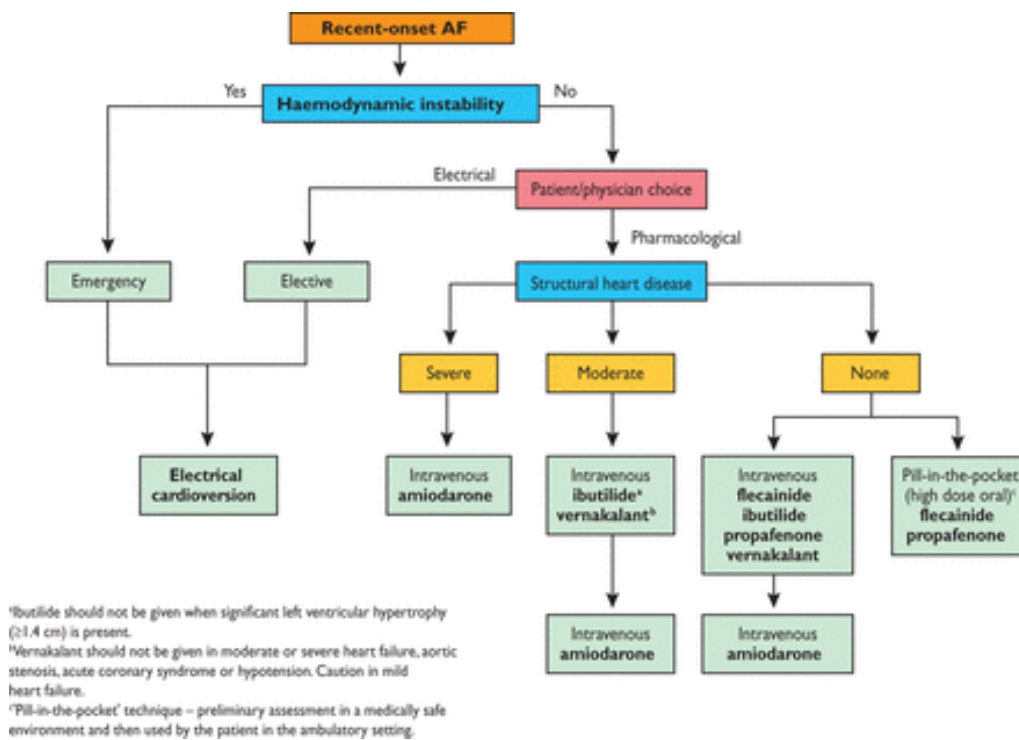 Recent-onset AF
Yes
Haemodynamic instability
No
Electrical
Patient/physician choice
Pharmacological
Emergency
Elective
Structural heart disease
Severe
Moderate
None
Electrical
cardioversion
Intravenous
amiodarone
Intravenous
ibutilideᵃ
vernakalantᵇ
Intravenous
flecainide
ibutilide
propafenone
vernakalant
Pill-in-the-pocket
(high dose oral)ᶜ
flecainide
propafenone
Intravenous
amiodarone
Intravenous
amiodarone
ᵃIbutilide should not be given when significant left ventricular hypertrophy
(≥1.4 cm) is present.
ᵇVernakalant should not be given in moderate or severe heart failure, aortic
stenosis, acute coronary syndrome or hypotension. Caution in mild
heart failure.
ᶜ'Pill-in-the-pocket' technique – preliminary assessment in a medically safe
environment and then used by the patient in the ambulatory setting.